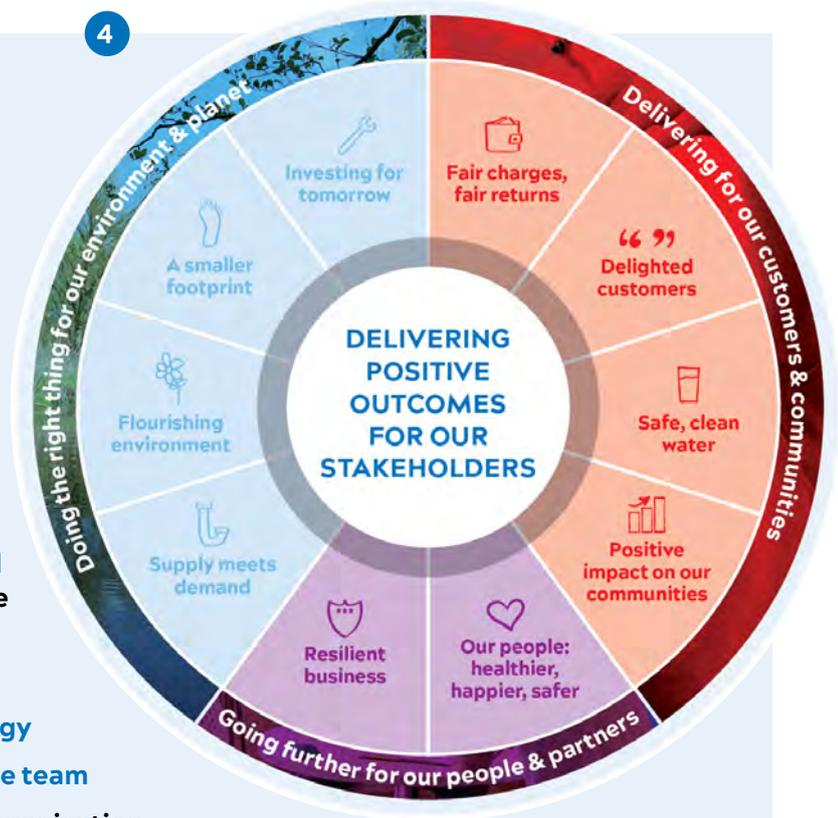 4
Doing the right thing for our environment & planet
Delivering for our customers & communities
Going further for our people & partners
Investing for
tomorrow
Fair charges,
fair returns
A smaller
footprint
Delighted
customers
DELIVERING
POSITIVE
OUTCOMES
FOR OUR
STAKEHOLDERS
Flourishing
environment
Safe, clean
water
Supply meets
demand
Positive
impact on our
communities
Resilient
business
Our people:
healthier,
happier, safer
gy
e team